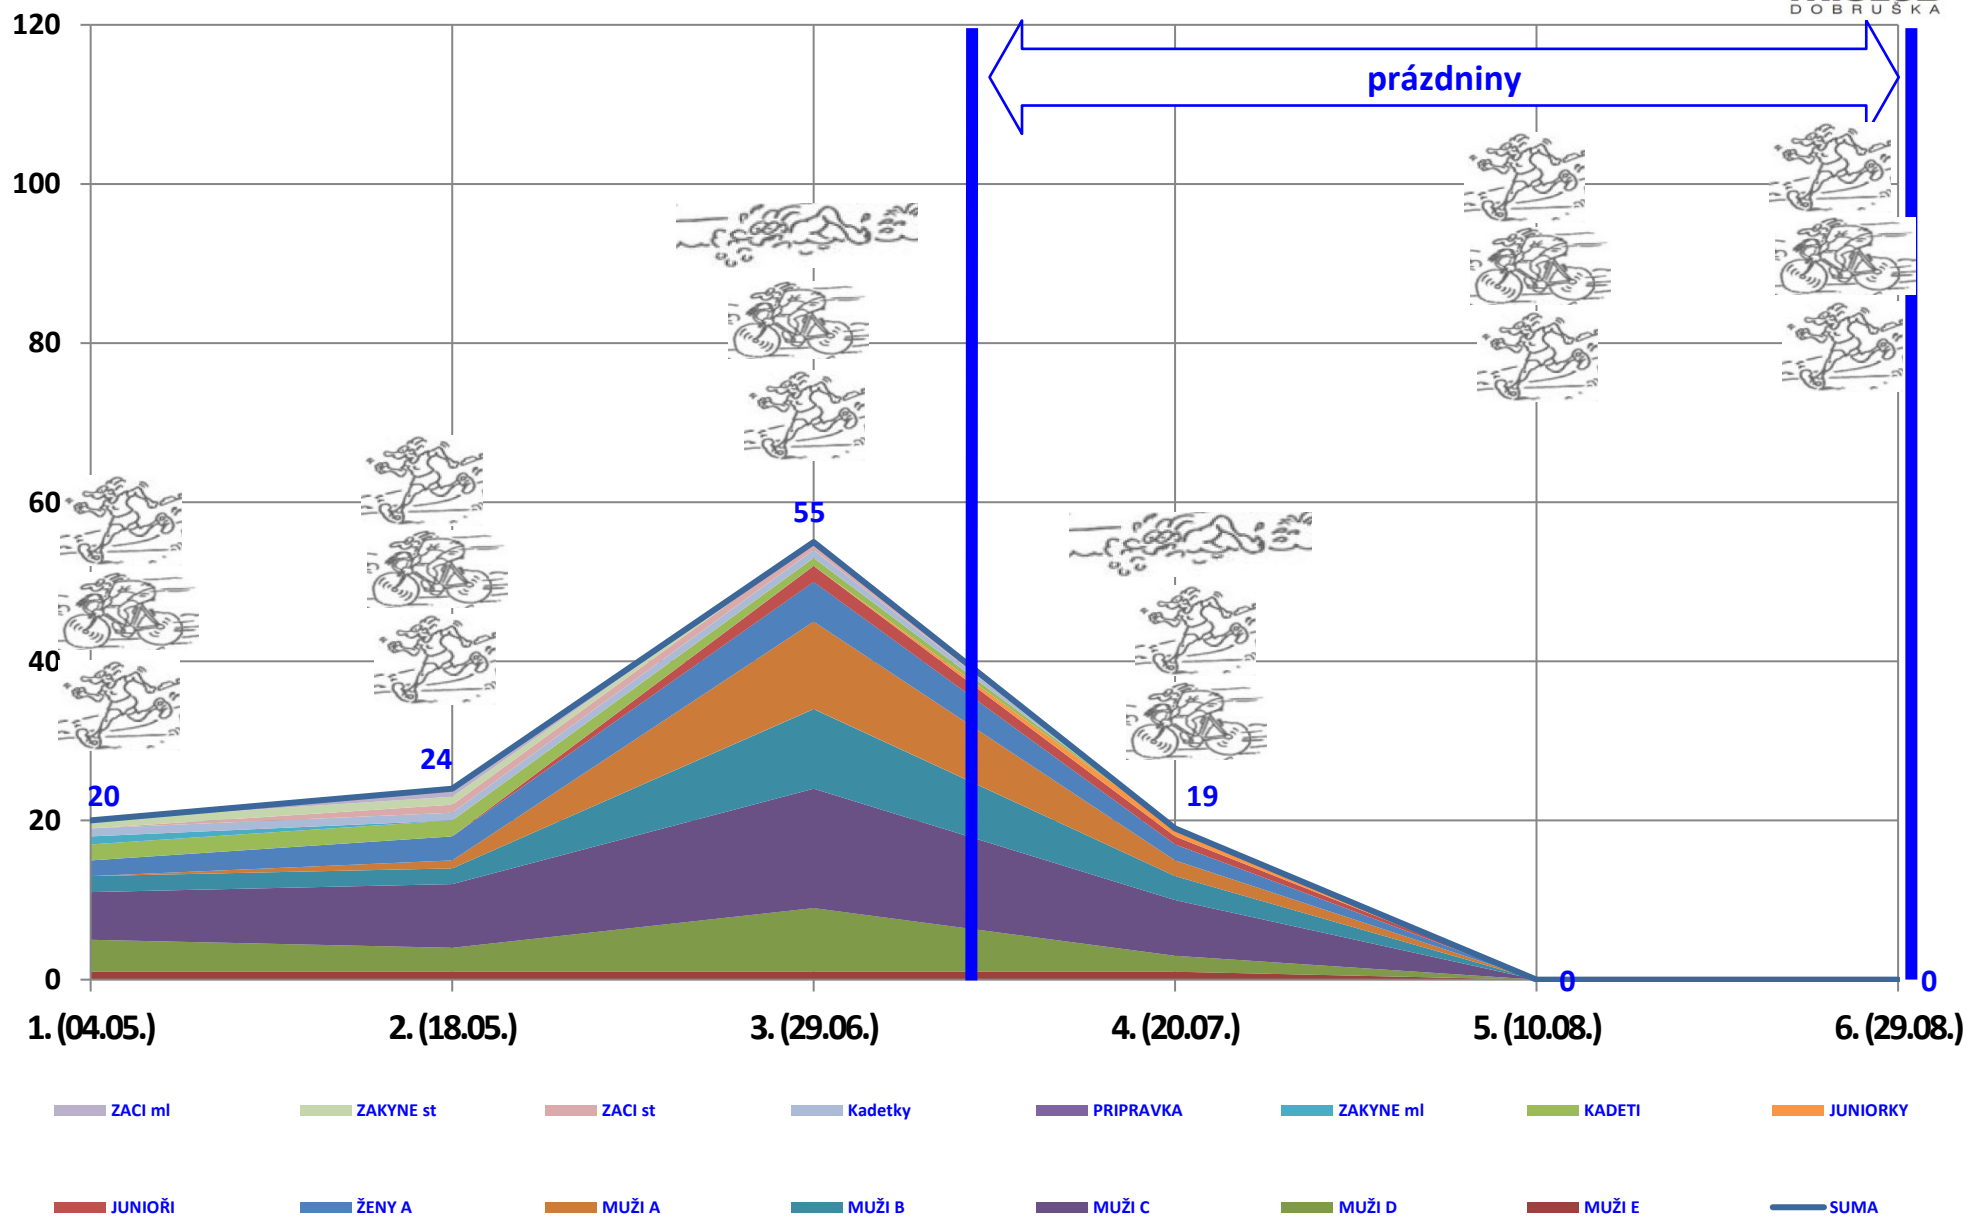 DOBRUŠKA
120
prázdniny
100
80
60
55
40
24
20
19
20
0
0
0
1. (04.05.)
2. (18.05.)
3. (29.06.)
4. (20.07.)
5. (10.08.)
6. (29.08.)
ZACI ml
ZAKYNE st
ZACI st
Kadetky
PRIPRAVKA
ZAKYNE ml
KADETI
JUNIORKY
JUNIOŘI
ŽENY A
MUŽI A
MUŽI B
MUŽI C
MUŽI D
MUŽI E
SUMA